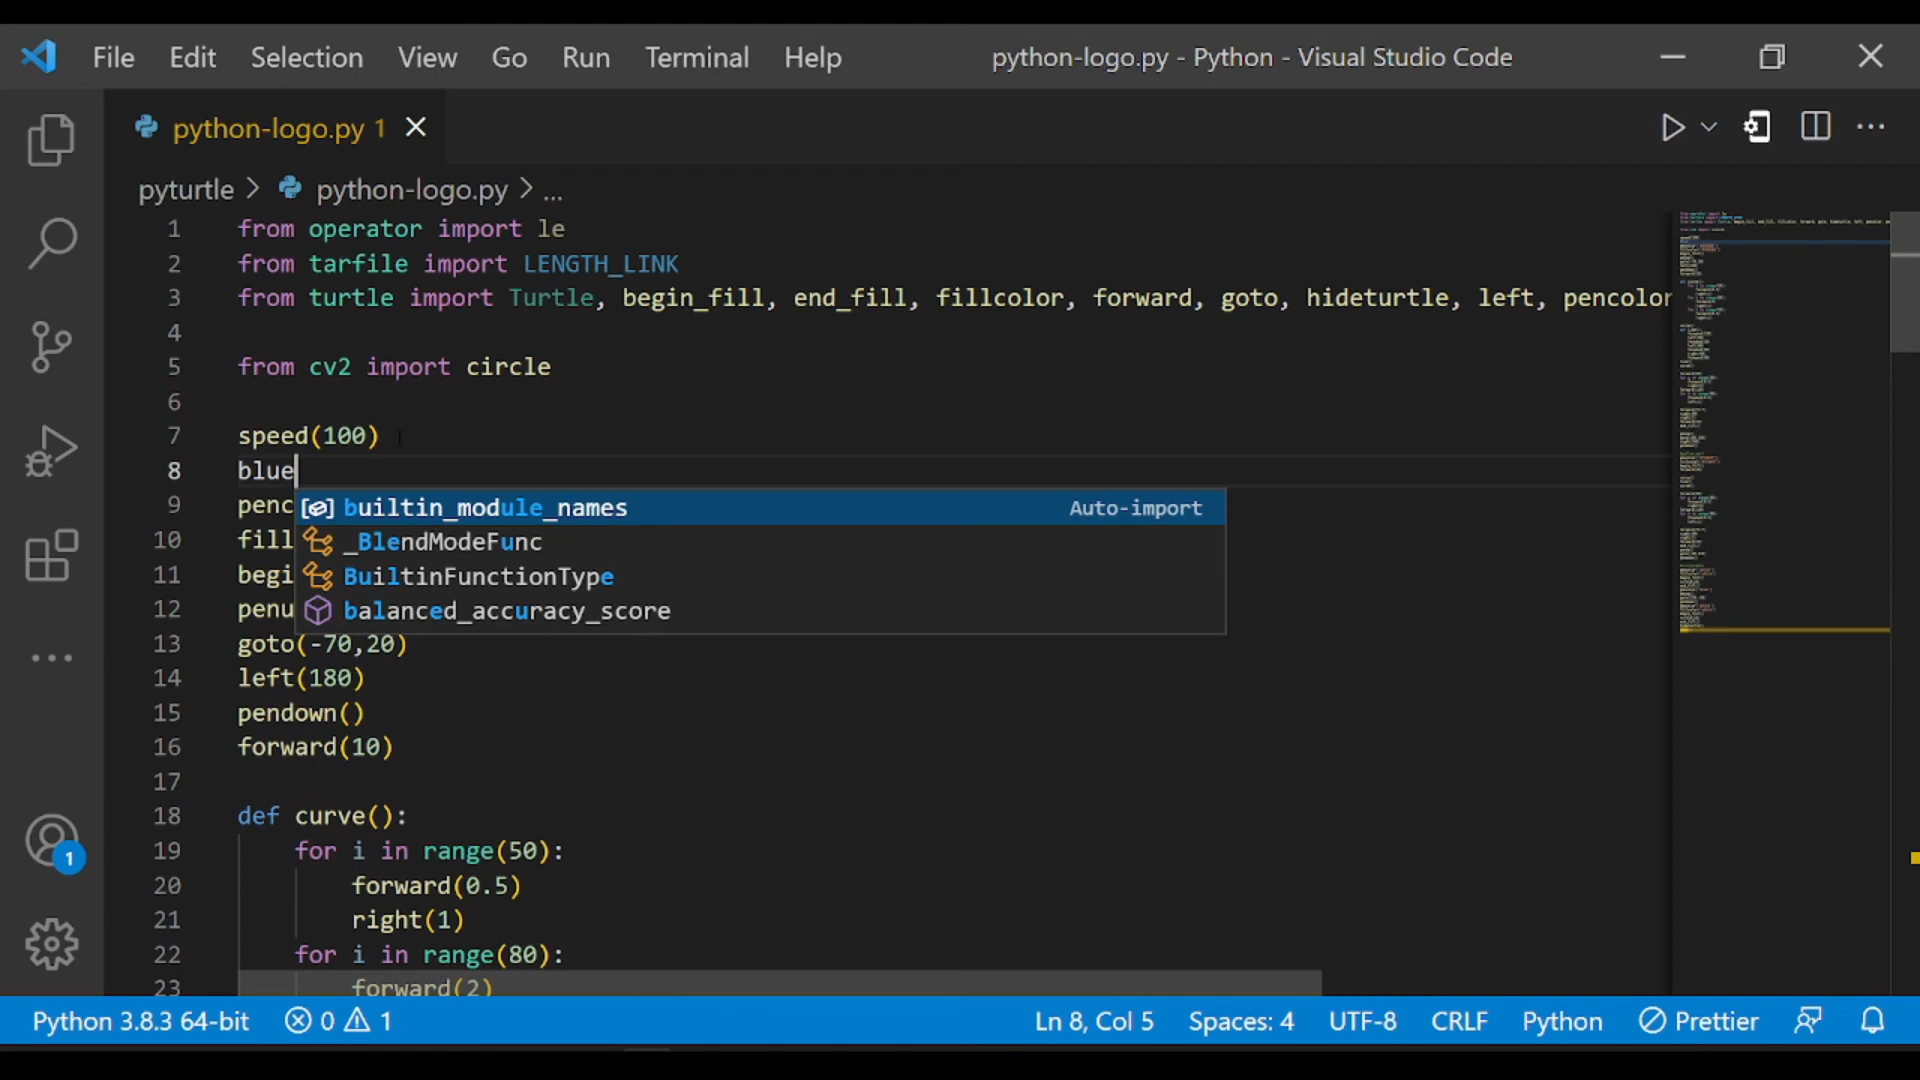 File Edit Selection View Go Run Terminal Help python-logo.py - Python - Visual Studio Code
python-logo.py 1
pyturtle > python-logo.py > ...
1 from operator import le
2 from tarfile import LENGTH_LINK
3 from turtle import Turtle, begin_fill, end_fill, fillcolor, forward, goto, hideturtle, left, pencolor
4
5 from cv2 import circle
6
7 speed(100)
8 blue
9 penc builtin_module_names Auto-import
10 fill _BlendModeFunc
11 begi BuiltinFunctionType
12 penu balanced_accuracy_score
13 goto(-70,20)
14 left(180)
15 pendown()
16 forward(10)
17
18 def curve():
19 for i in range(50):
20 forward(0.5)
21 right(1)
22 for i in range(80):
23 forward(2)
1
Python 3.8.3 64-bit 0 1 Ln 8, Col 5 Spaces: 4 UTF-8 CRLF Python Prettier